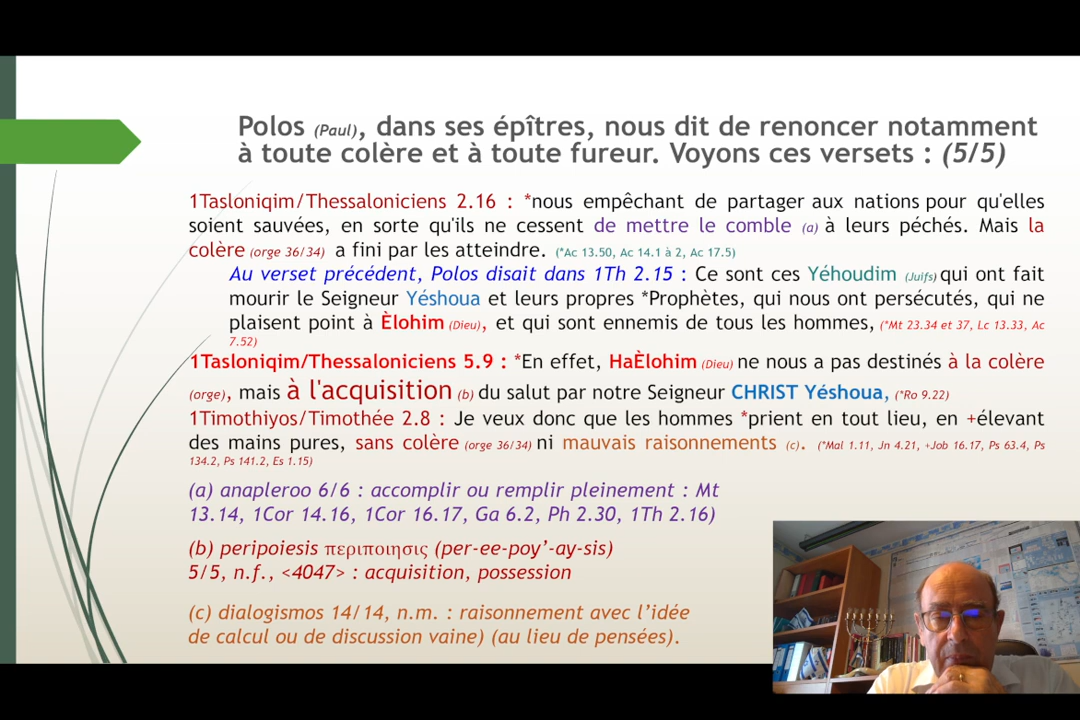 Polos (Paul), dans ses épîtres, nous dit de renoncer notamment
à toute colère et à toute fureur. Voyons ces versets : (5/5)
1Tasloniqim/Thessaloniciens 2.16 : *nous empêchant de partager aux nations pour qu'elles
soient sauvées, en sorte qu'ils ne cessent de mettre le comble (a) à leurs péchés. Mais la
colère (orge 36/34) a fini par les atteindre. (*Ac 13.50, Ac 14.1 à 2, Ac 17.5)
Au verset précédent, Polos disait dans 1Th 2.15 : Ce sont ces Yéhoudim (Juifs) qui ont fait
mourir le Seigneur Yéshoua et leurs propres *Prophètes, qui nous ont persécutés, qui ne
plaisent point à Èlohim (Dieu), et qui sont ennemis de tous les hommes, (*Mt 23.34 et 37, Lc 13.33, Ac
7.52)
1Tasloniqim/Thessaloniciens 5.9 : *En effet, HaÈlohim (Dieu) ne nous a pas destinés à la colère
(orge), mais à l'acquisition (b) du salut par notre Seigneur CHRIST Yéshoua, (*Ro 9.22)
1Timothiyos/Timothée 2.8 : Je veux donc que les hommes *prient en tout lieu, en +élevant
des mains pures, sans colère (orge 36/34) ni mauvais raisonnements (c). (*Mal 1.11, Jn 4.21, +Job 16.17, Ps 63.4, Ps
134.2, Ps 141.2, Es 1.15)
(a) anapleroo 6/6 : accomplir ou remplir pleinement : Mt
13.14, 1Cor 14.16, 1Cor 16.17, Ga 6.2, Ph 2.30, 1Th 2.16)
(b) peripoiesis περιποιησις (per-ee-poy’-ay-sis)
5/5, n.f., <4047> : acquisition, possession
(c) dialogismos 14/14, n.m. : raisonnement avec l’idée
de calcul ou de discussion vaine) (au lieu de pensées).